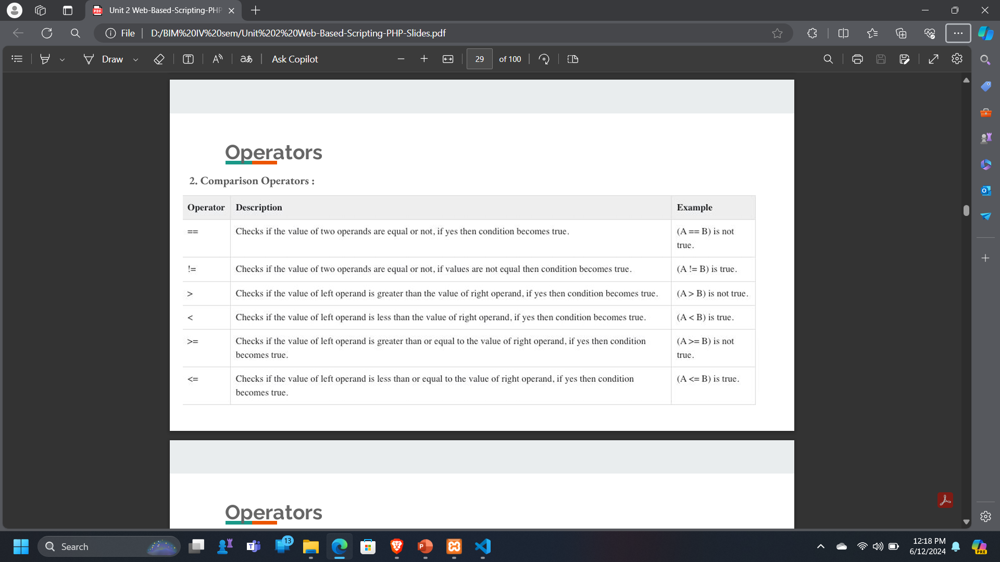 Unit 2 Web-Based-Scripting-PHP
File
D:/BIM%20IV%20sem/Unit%202%20Web-Based-Scripting-PHP-Slides.pdf
Draw
Ask Copilot
29
of 100
Operators
2. Comparison Operators :
Operator Description Example
== Checks if the value of two operands are equal or not, if yes then condition becomes true. (A == B) is not
true.
!= Checks if the value of two operands are equal or not, if values are not equal then condition becomes true. (A != B) is true.
> Checks if the value of left operand is greater than the value of right operand, if yes then condition becomes true. (A > B) is not true.
< Checks if the value of left operand is less than the value of right operand, if yes then condition becomes true. (A < B) is true.
>= Checks if the value of left operand is greater than or equal to the value of right operand, if yes then condition (A >= B) is not
becomes true. true.
<= Checks if the value of left operand is less than or equal to the value of right operand, if yes then condition (A <= B) is true.
becomes true.
Operators
Search
13
12:18 PM
6/12/2024
PRE